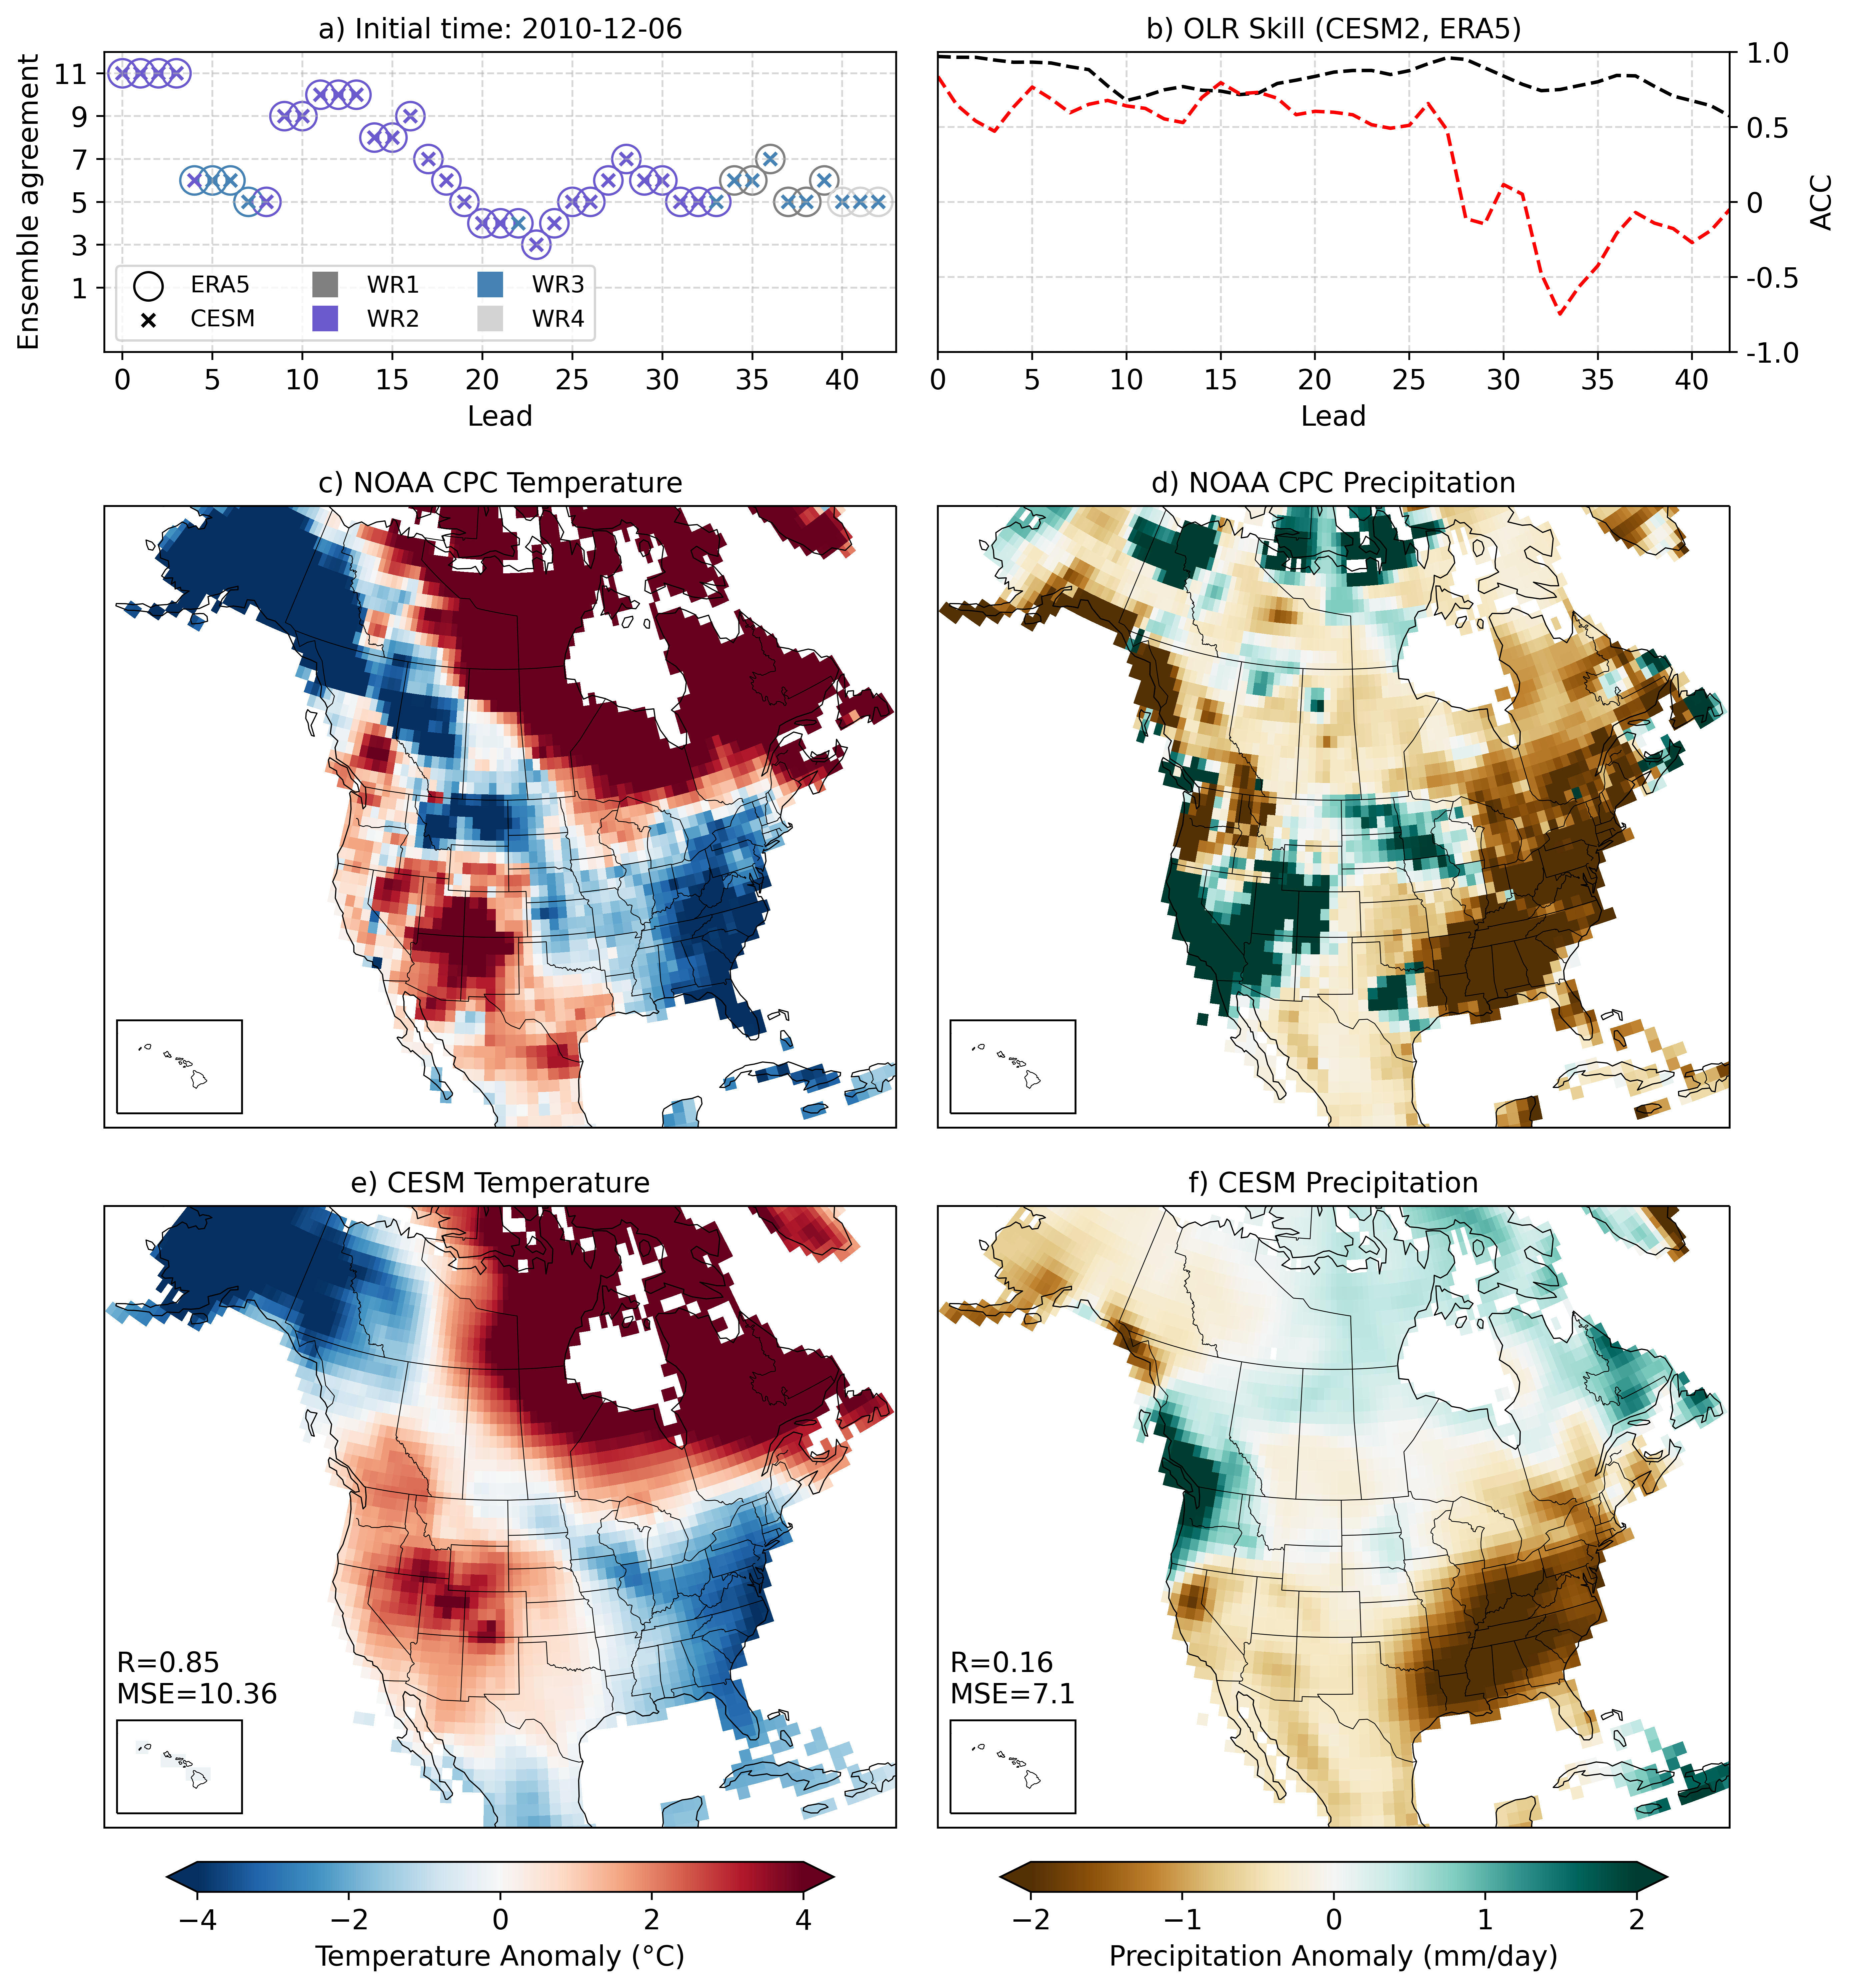 a) Initial time: 2010-12-06
Ensemble agreement
11
9
7
5
3
1
ERA5
WR1
WR3
CESM
WR2
WR4
0 5 10 15 20 25 30 35 40
Lead
b) OLR Skill (CESM2, ERA5)
1.0
0.5
0
-0.5
-1.0
ACC
0 5 10 15 20 25 30 35 40
Lead
c) NOAA CPC Temperature
d) NOAA CPC Precipitation
e) CESM Temperature
R=0.85
MSE=10.36
f) CESM Precipitation
R=0.16
MSE=7.1
−4 −2 0 2 4
Temperature Anomaly (°C)
−2 −1 0 1 2
Precipitation Anomaly (mm/day)